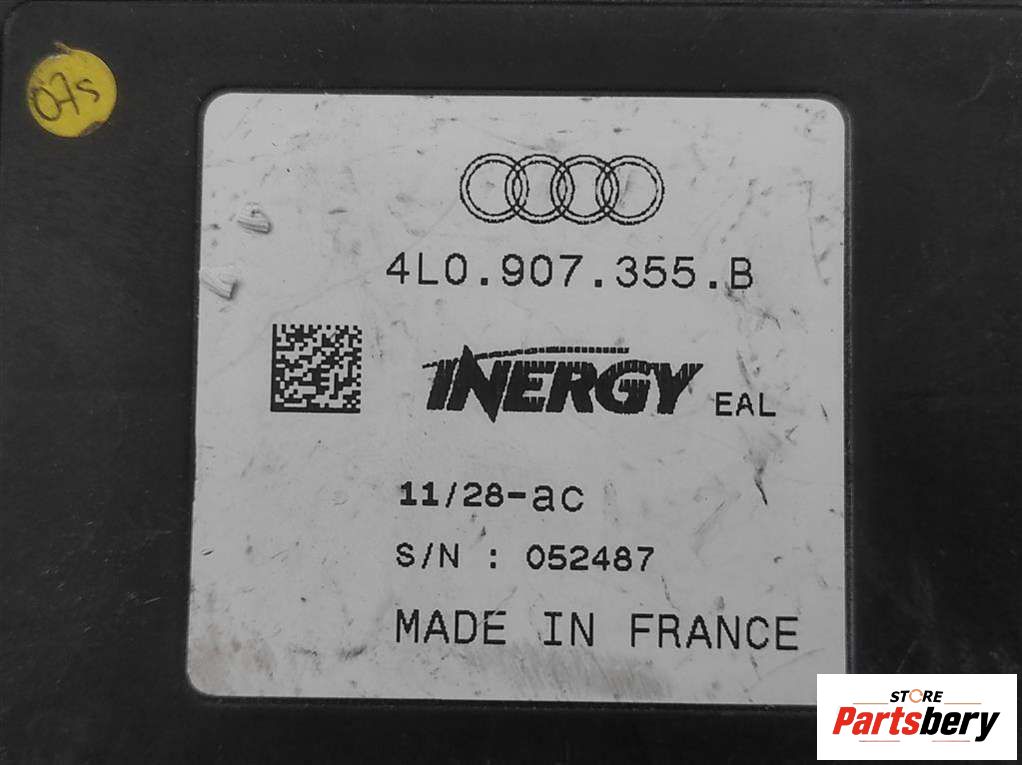 07S
4L0.907.355.B
INERGY EAL
11/28-ac
S/N : 052487
MADE IN FRANCE
STORE
Partsbery